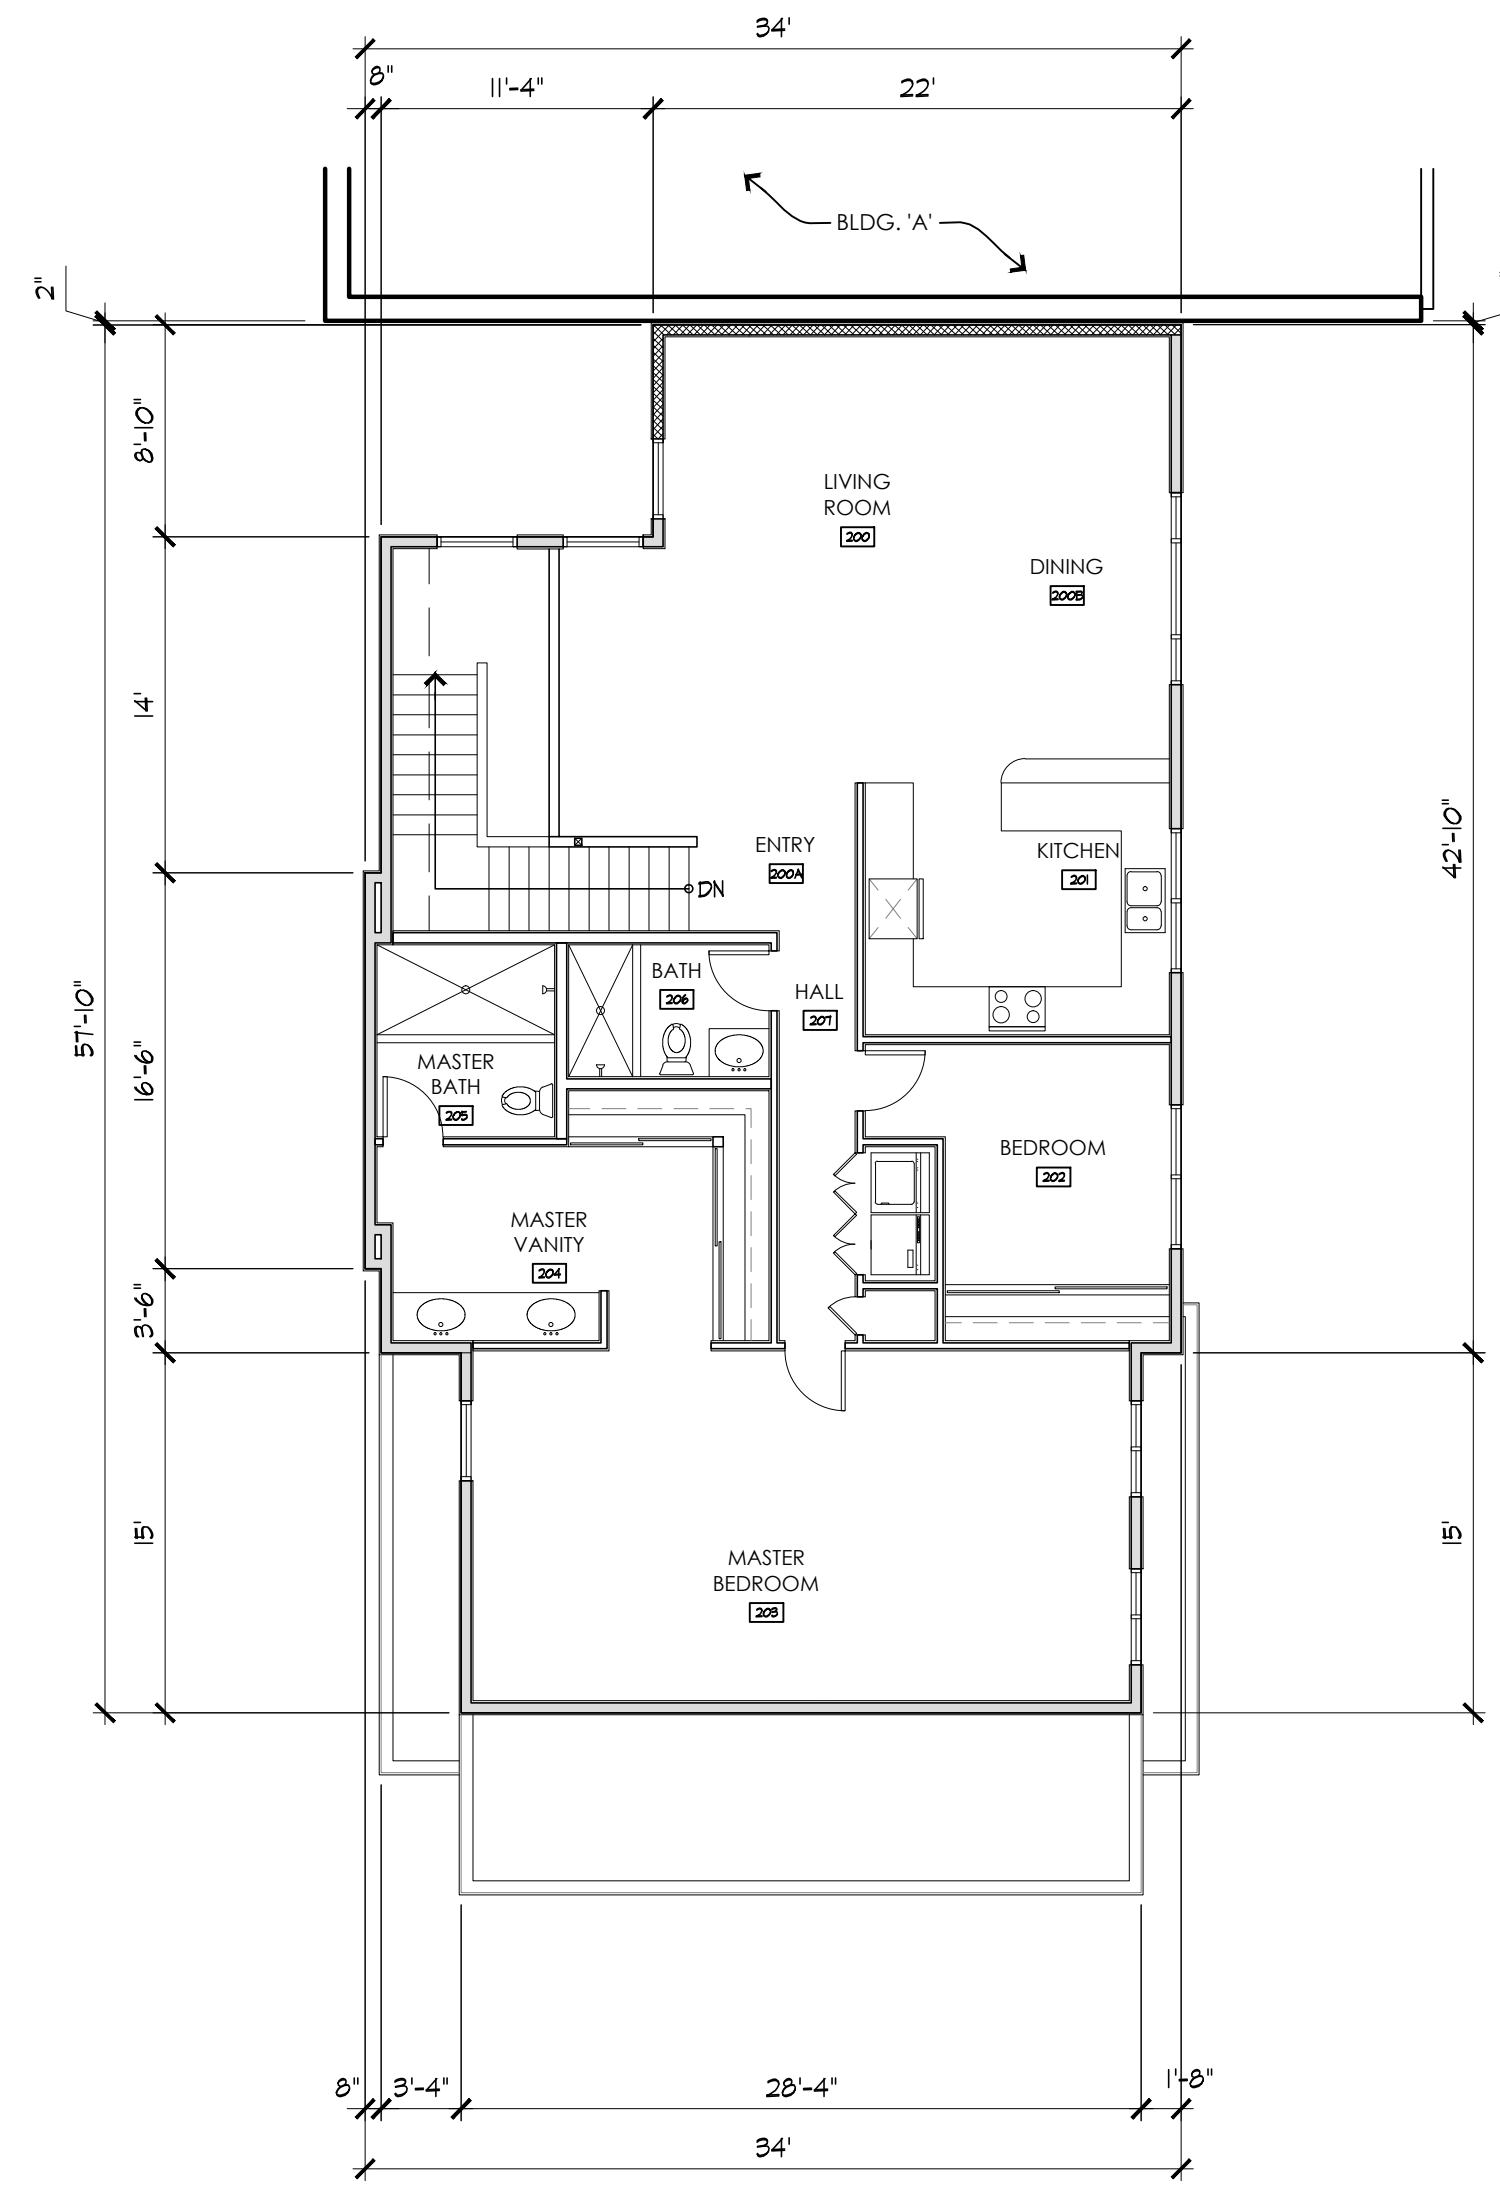 34'
8"
11'-4"
22'
BLDG. 'A'
2"
8'-10"
LIVING
ROOM
200
DINING
200B
14'
ENTRY
200A
KITCHEN
201
DN
42'-10"
57'-10"
16'-6"
BATH
206
HALL
207
MASTER
BATH
205
BEDROOM
202
MASTER
VANITY
204
3'-6"
15'
15'
MASTER
BEDROOM
203
8"
3'-4"
28'-4"
1'-8"
34'